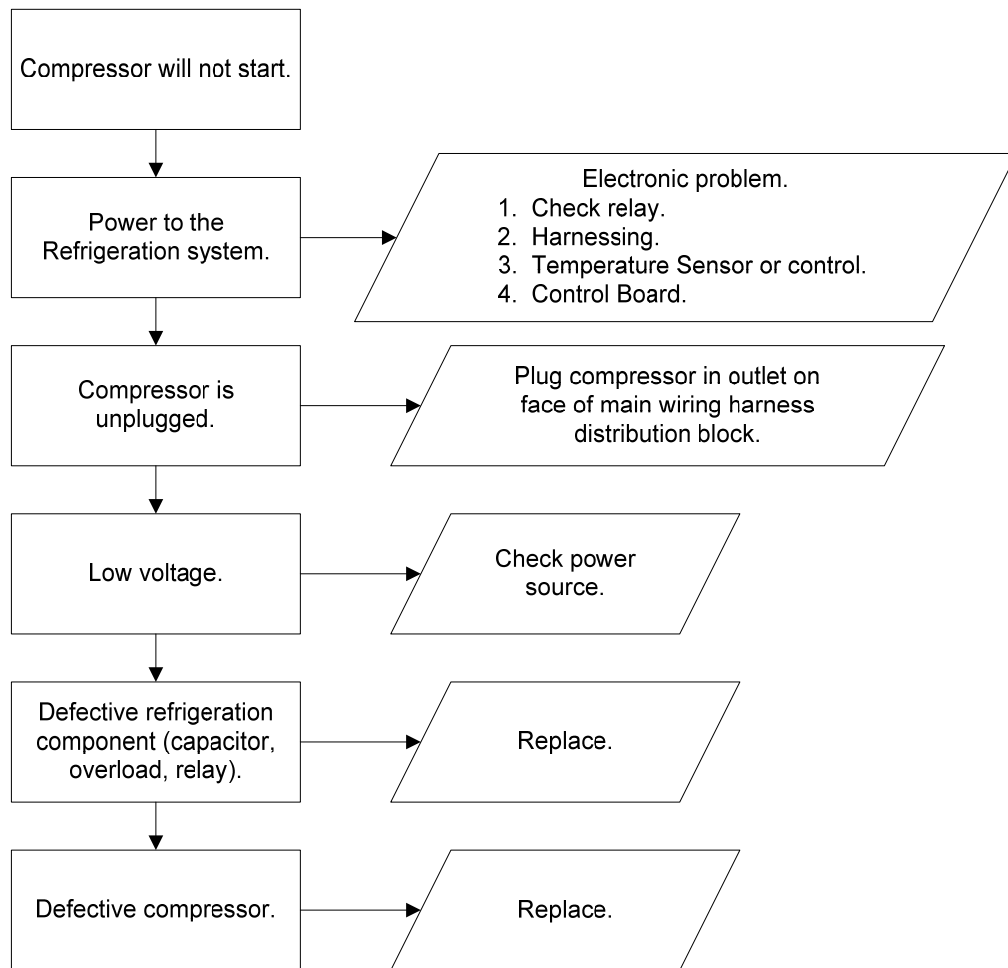 Compressor will not start.
Power to the
Refrigeration system.
Electronic problem.
1. Check relay.
2. Harnessing.
3. Temperature Sensor or control.
4. Control Board.
Compressor is
unplugged.
Plug compressor in outlet on
face of main wiring harness
distribution block.
Low voltage.
Check power
source.
Defective refrigeration
component (capacitor,
overload, relay).
Replace.
Defective compressor.
Replace.